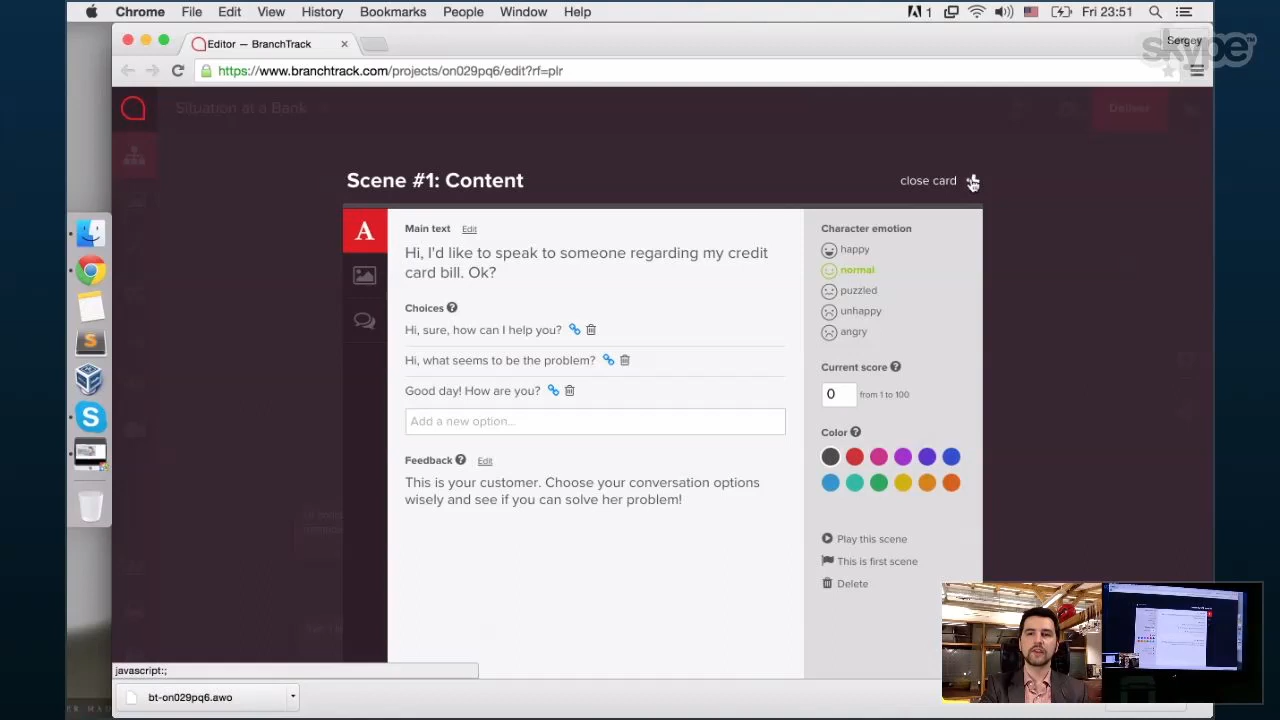 Chrome File Edit View History Bookmarks People Window Help 1 Fri 23:51
Editor — BranchTrack
Sergey
skype™
https://www.branchtrack.com/projects/on029pq6/edit?rf=plr
Situation at a Bank
Deliver
Scene #1: Content
close card
A
Main text Edit
Hi, I'd like to speak to someone regarding my credit
card bill. Ok?
Choices
Hi, sure, how can I help you?
Hi, what seems to be the problem?
Good day! How are you?
Add a new option...
Feedback Edit
This is your customer. Choose your conversation options
wisely and see if you can solve her problem!
Character emotion
happy
normal
puzzled
unhappy
angry
Current score
0 from 1 to 100
Color
Play this scene
This is first scene
Delete
javascript:;
bt-on029pq6.awo